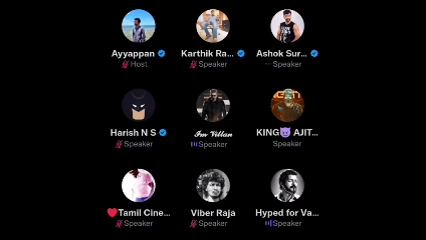 Ayyappan
Karthik Ra...
Ashok Sur...
Host
Speaker
Speaker
Harish N S
Im Villan
KING😈 AJIT...
Speaker
Speaker
Speaker
❤️Tamil Cine...
Viber Raja
Hyped for Va...
Speaker
Speaker
Speaker